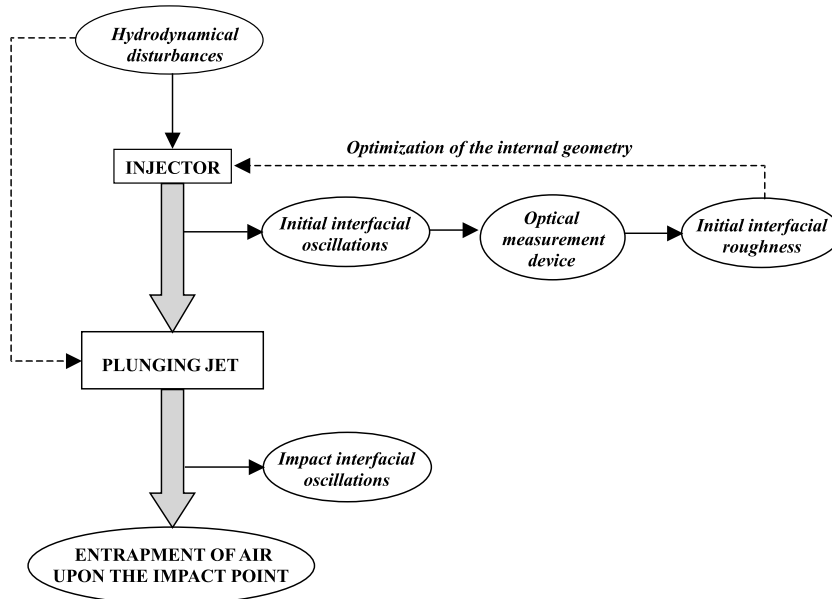 Hydrodynamical
disturbances
Optimization of the internal geometry
INJECTOR
Initial interfacial
oscillations
Optical
measurement
device
Initial interfacial
roughness
PLUNGING JET
Impact interfacial
oscillations
ENTRAPMENT OF AIR
UPON THE IMPACT POINT